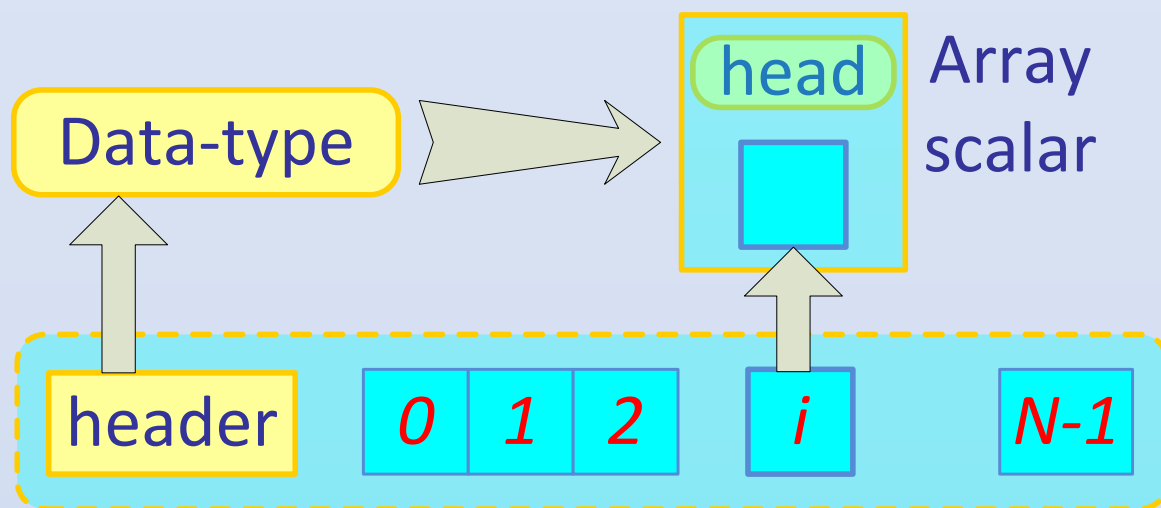 head
Array
scalar
Data-type
header
0
1
2
i
N-1